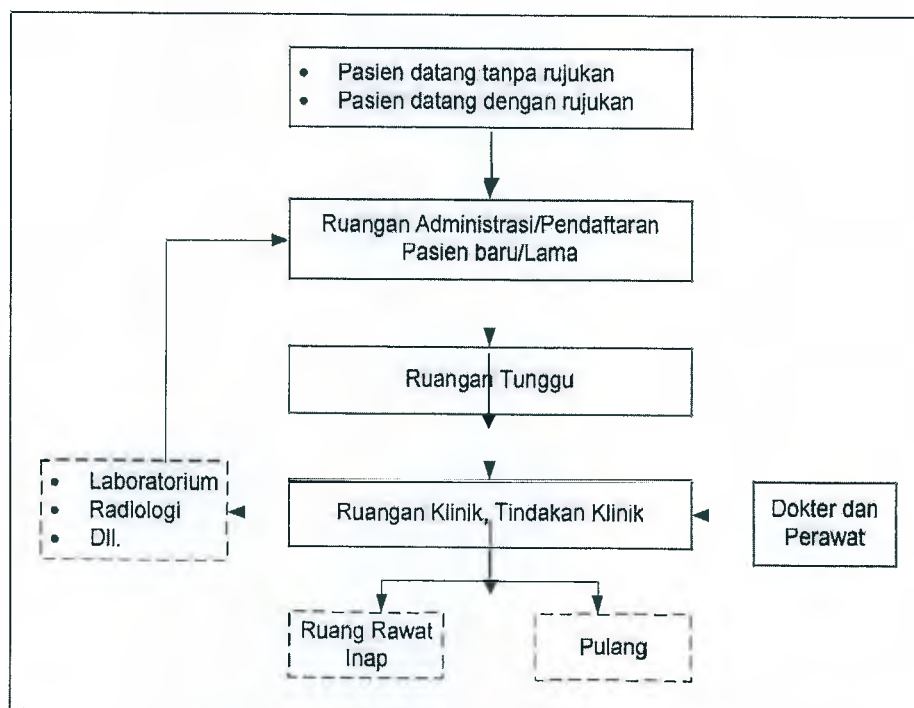 • Pasien datang tanpa rujukan
• Pasien datang dengan rujukan
Ruangan Administrasi/Pendaftaran
Pasien baru/Lama
Ruangan Tunggu
• Laboratorium
• Radiologi
• Dll.
Ruangan Klinik, Tindakan Klinik
Dokter dan
Perawat
Ruang Rawat
Inap
Pulang